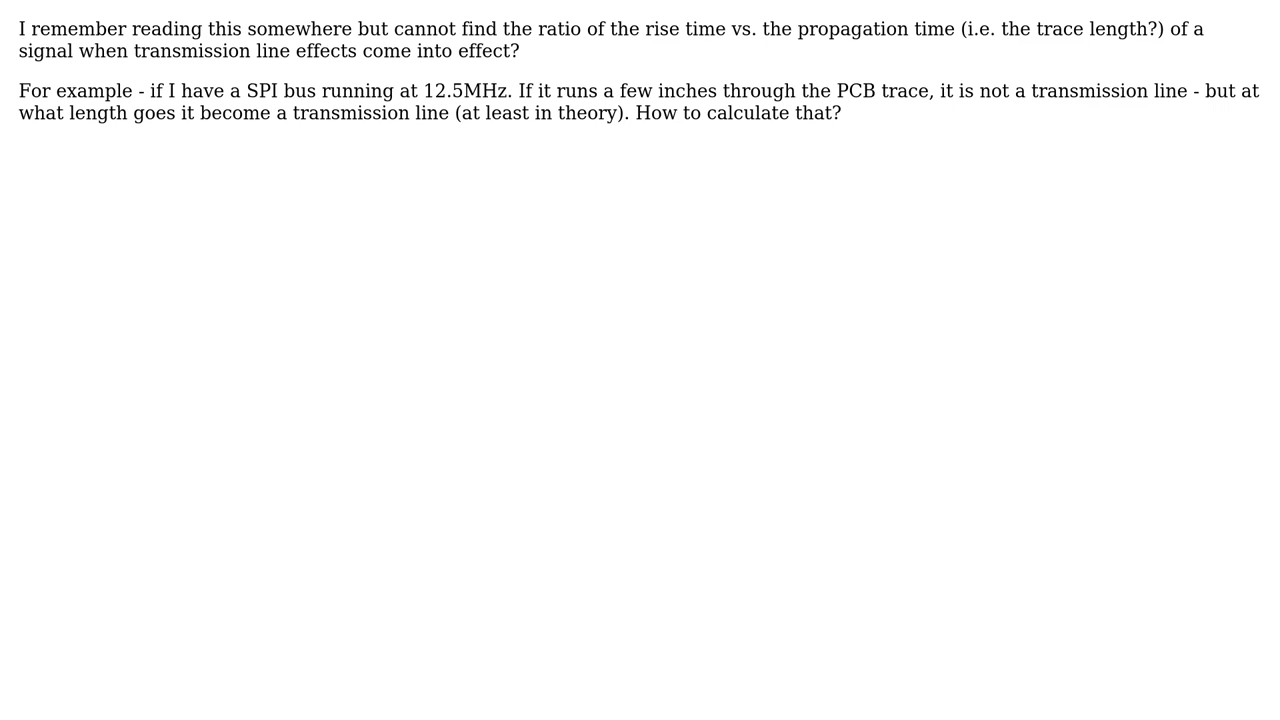 I remember reading this somewhere but cannot find the ratio of the rise time vs. the propagation time (i.e. the trace length?) of a
signal when transmission line effects come into effect?
For example - if I have a SPI bus running at 12.5MHz. If it runs a few inches through the PCB trace, it is not a transmission line - but at
what length goes it become a transmission line (at least in theory). How to calculate that?